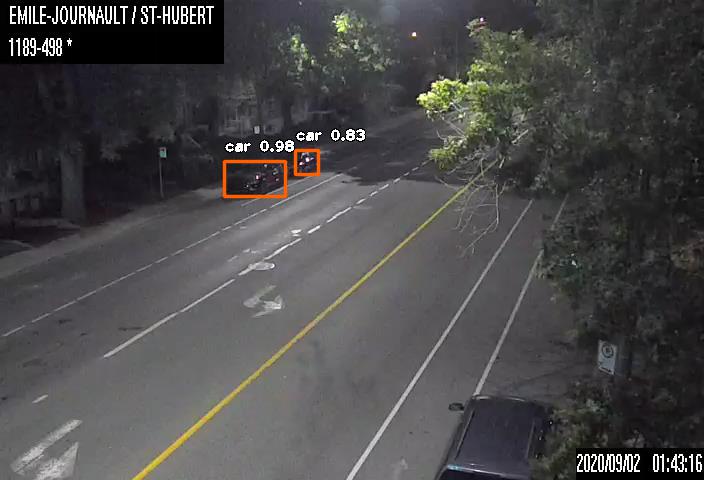 EMILE-JOURNAULT / ST-HUBERT
1189-498 *
car 0.98
car 0.83
2020/09/02 01:43:16